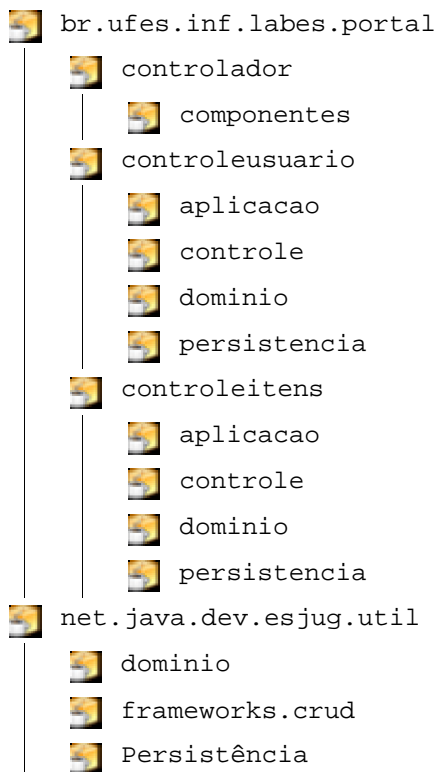 br.ufes.inf.labes.portal
controlador
componentes
controleusuario
aplicacao
controle
dominio
persistencia
controleitens
aplicacao
controle
dominio
persistencia
net.java.dev.esjug.util
dominio
frameworks.crud
Persistência